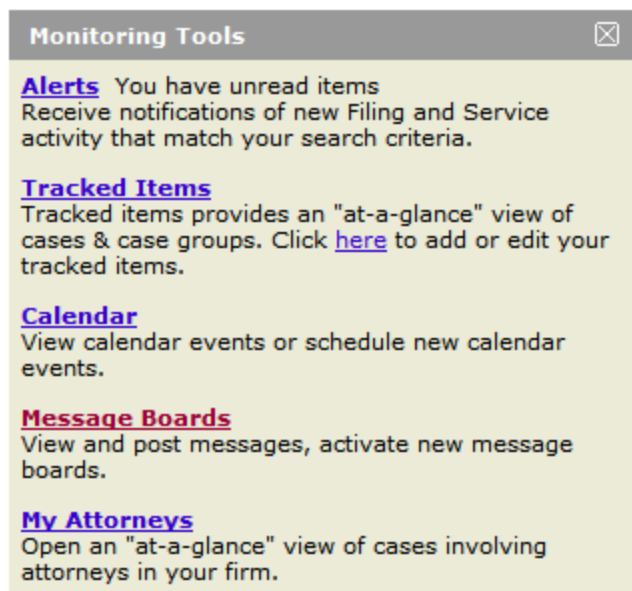 Monitoring Tools
Alerts You have unread items
Receive notifications of new Filing and Service
activity that match your search criteria.
Tracked Items
Tracked items provides an "at-a-glance" view of
cases & case groups. Click here to add or edit your
tracked items.
Calendar
View calendar events or schedule new calendar
events.
Message Boards
View and post messages, activate new message
boards.
My Attorneys
Open an "at-a-glance" view of cases involving
attorneys in your firm.